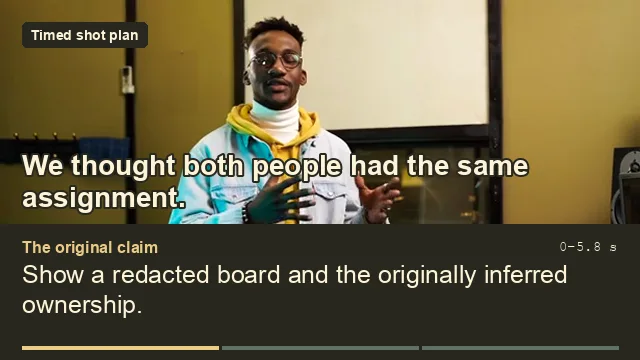 Timed shot plan
We thought both people had the same
assignment.
The original claim
0–5.8 s
Show a redacted board and the originally inferred
ownership.